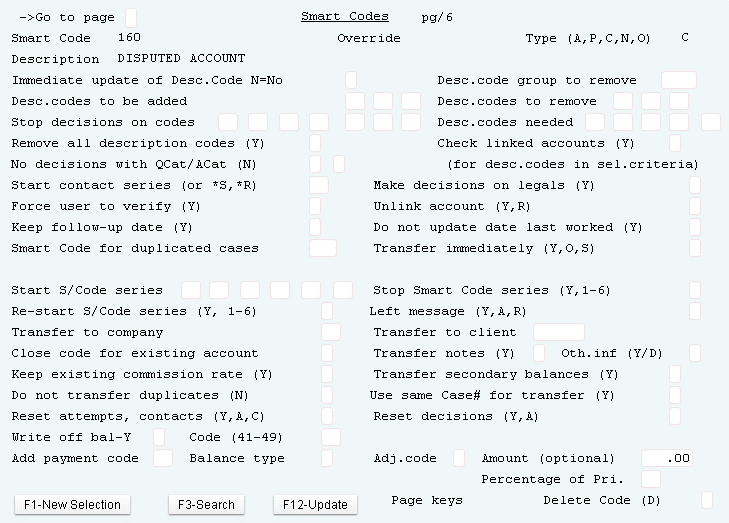 ->Go to page Smart Codes pg/6
Smart Code 160 Override Type (A,P,C,N,O) C
Description DISPUTED ACCOUNT
Immediate update of Desc.Code N=No Desc.code group to remove
Desc.codes to be added Desc.codes to remove
Stop decisions on codes Desc.codes needed
Remove all description codes (Y) Check linked accounts (Y)
No decisions with QCat/ACat (N) (for desc.codes in sel.criteria)
Start contact series (or *S,*R) Make decisions on legals (Y)
Force user to verify (Y) Unlink account (Y,R)
Keep follow-up date (Y) Do not update date last worked (Y)
Smart Code for duplicated cases Transfer immediately (Y,O,S)
Start S/Code series Stop Smart Code series (Y,1-6)
Re-start S/Code series (Y, 1-6) Left message (Y,A,R)
Transfer to company Transfer to client
Close code for existing account Transfer notes (Y) Oth.inf (Y/D)
Keep existing commission rate (Y) Transfer secondary balances (Y)
Do not transfer duplicates (N) Use same Case# for transfer (Y)
Reset attempts, contacts (Y,A,C) Reset decisions (Y,A)
Write off bal-Y Code (41-49)
Add payment code Balance type Adj.code Amount (optional) .00
Percentage of Pri.
F1-New Selection F3-Search F12-Update Page keys Delete Code (D)